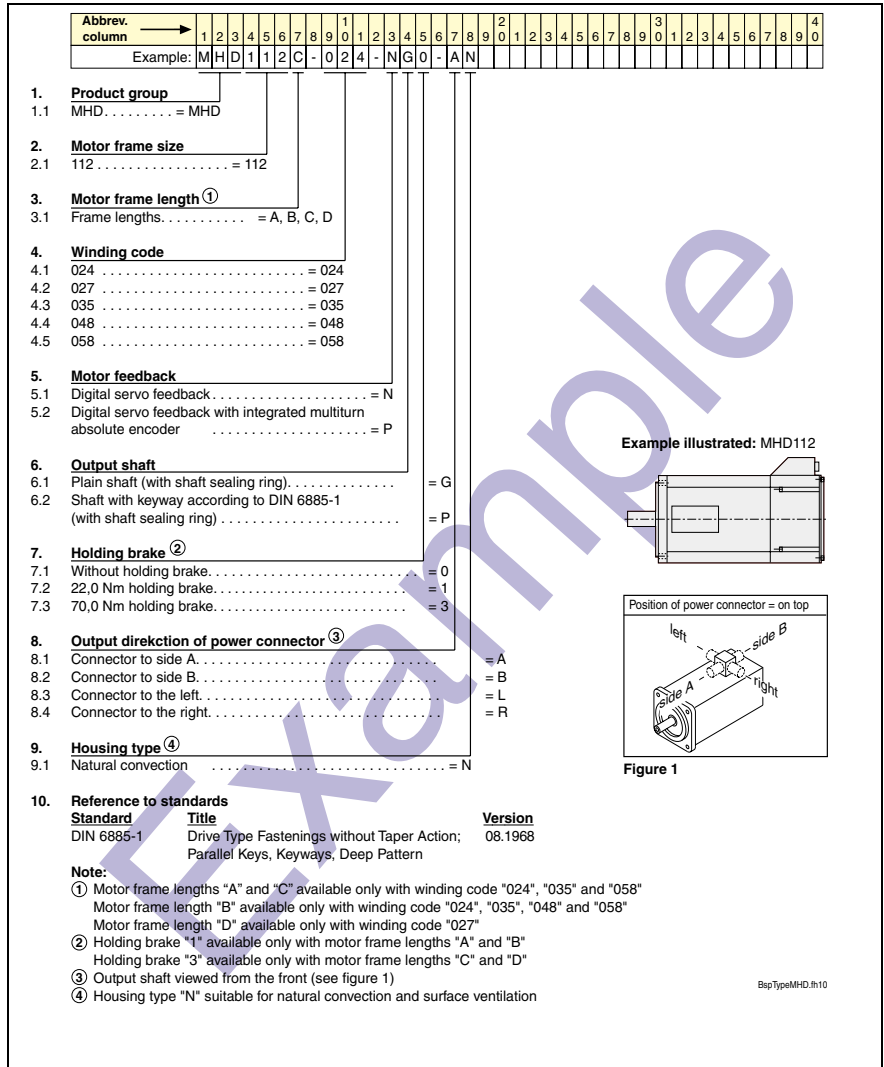 Abbrev. column 1 2 3 4 5 6 7 8 9 1 0 1 2 3 4 5 6 7 8 9 2 0 1 2 3 4 5 6 7 8 9 3 0 1 2 3 4 5 6 7 8 9 4 0
Example: M H D 1 1 2 C - 0 2 4 - N G 0 - A N
1. Product group
1.1 MHD. . . . . . . . . = MHD
2. Motor frame size
2.1 112 . . . . . . . . . . . . . . . . . = 112
3. Motor frame length ①
3.1 Frame lengths. . . . . . . . . . . = A, B, C, D
4. Winding code
4.1 024 . . . . . . . . . . . . . . . . . . . . . . . . . . = 024
4.2 027 . . . . . . . . . . . . . . . . . . . . . . . . . . = 027
4.3 035 . . . . . . . . . . . . . . . . . . . . . . . . . . = 035
4.4 048 . . . . . . . . . . . . . . . . . . . . . . . . . . = 048
4.5 058 . . . . . . . . . . . . . . . . . . . . . . . . . . = 058
5. Motor feedback
5.1 Digital servo feedback . . . . . . . . . . . . . . . . . . . . = N
5.2 Digital servo feedback with integrated multiturn
absolute encoder . . . . . . . . . . . . . . . . . . . . = P
6. Output shaft
6.1 Plain shaft (with shaft sealing ring). . . . . . . . . . . . . . = G
6.2 Shaft with keyway according to DIN 6885-1
(with shaft sealing ring) . . . . . . . . . . . . . . . . . . . . . . . = P
7. Holding brake ②
7.1 Without holding brake. . . . . . . . . . . . . . . . . . . . . . . . . . = 0
7.2 22,0 Nm holding brake. . . . . . . . . . . . . . . . . . . . . . . . = 1
7.3 70,0 Nm holding brake. . . . . . . . . . . . . . . . . . . . . . . . = 3
8. Output direkction of power connector ③
8.1 Connector to side A. . . . . . . . . . . . . . . . . . . . . . . . . . . . . = A
8.2 Connector to side B. . . . . . . . . . . . . . . . . . . . . . . . . . . . . = B
8.3 Connector to the left. . . . . . . . . . . . . . . . . . . . . . . . . . . . . = L
8.4 Connector to the right. . . . . . . . . . . . . . . . . . . . . . . . . . . . = R
9. Housing type ④
9.1 Natural convection . . . . . . . . . . . . . . . . . . . . . . . . . . . . = N
Example illustrated: MHD112
Position of power connector = on top
left
side B
side A
right
Figure 1
10. Reference to standards
Standard Title Version
DIN 6885-1 Drive Type Fastenings without Taper Action; 08.1968
Parallel Keys, Keyways, Deep Pattern
Note:
① Motor frame lengths "A" and "C" available only with winding code "024", "035" and "058"
Motor frame length "B" available only with winding code "024", "035", "048" and "058"
Motor frame length "D" available only with winding code "027"
② Holding brake "1" available only with motor frame lengths "A" and "B"
Holding brake "3" available only with motor frame lengths "C" and "D"
③ Output shaft viewed from the front (see figure 1)
④ Housing type "N" suitable for natural convection and surface ventilation
BspTypeMHD.fh10
Example